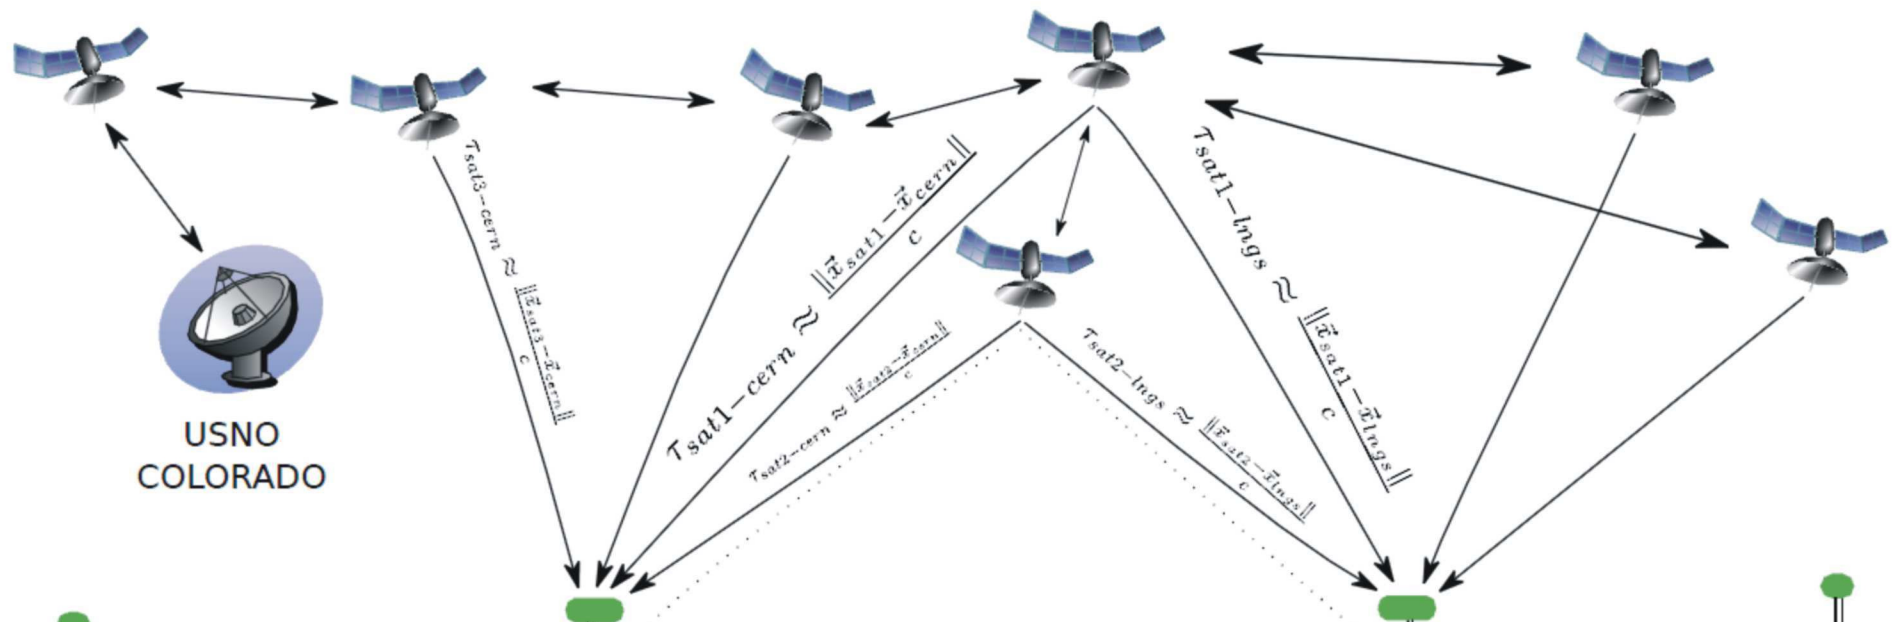 τsat3−cern ≈ ‖x⃗sat3−x⃗cern‖/c
τsat1−cern ≈ ‖x⃗sat1−x⃗cern‖/c
τsat2−cern ≈ ‖x⃗sat2−x⃗cern‖/c
τsat2−lngs ≈ ‖x⃗sat2−x⃗lngs‖/c
τsat1−lngs ≈ ‖x⃗sat1−x⃗lngs‖/c
USNO
COLORADO